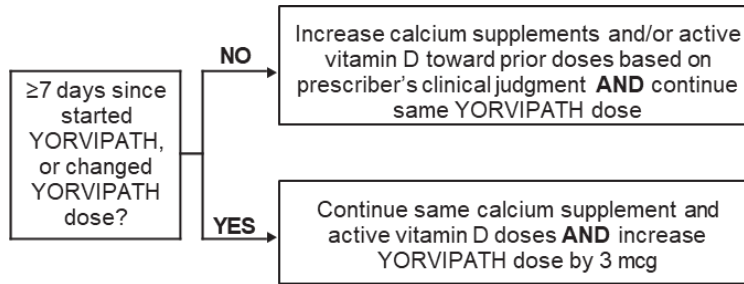 ≥7 days since
started
YORVIPATH,
or changed
YORVIPATH
dose?
NO
Increase calcium supplements and/or active
vitamin D toward prior doses based on
prescriber’s clinical judgment AND continue
same YORVIPATH dose
YES
Continue same calcium supplement and
active vitamin D doses AND increase
YORVIPATH dose by 3 mcg